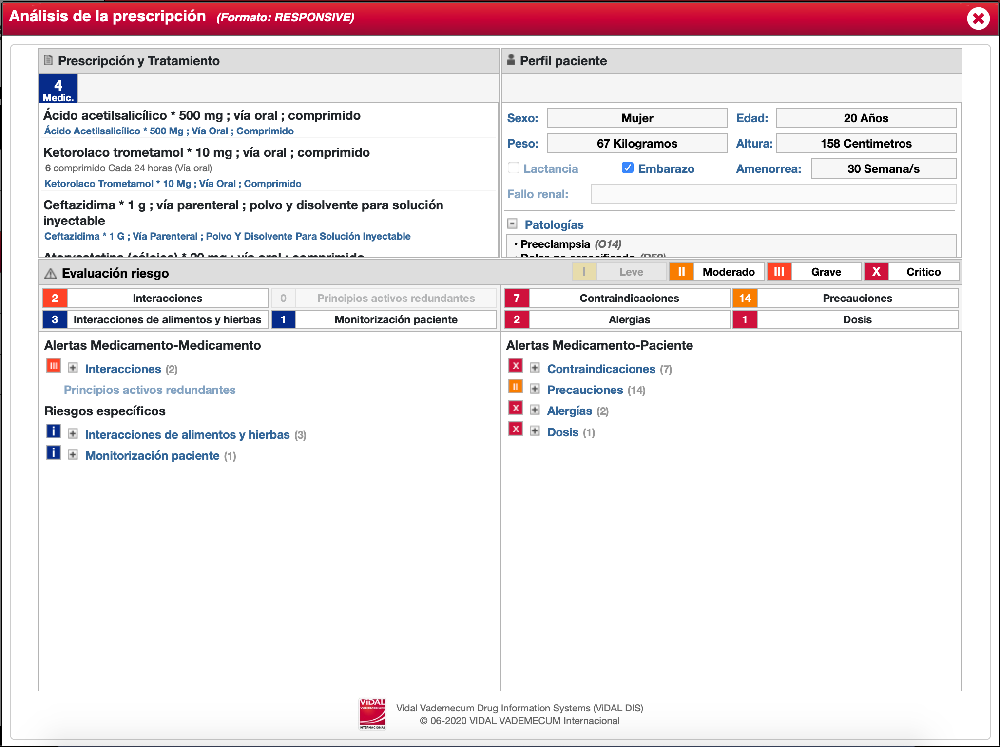 Análisis de la prescripción (Formato: RESPONSIVE)
Prescripción y Tratamiento
4
Medic.
Ácido acetilsalicílico * 500 mg ; vía oral ; comprimido
Ácido Acetilsalicílico * 500 Mg ; Vía Oral ; Comprimido
Ketorolaco trometamol * 10 mg ; vía oral ; comprimido
6 comprimido Cada 24 horas (Vía oral)
Ketorolaco Trometamol * 10 Mg ; Vía Oral ; Comprimido
Ceftazidima * 1 g ; vía parenteral ; polvo y disolvente para solución
inyectable
Ceftazidima * 1 G ; Vía Parenteral ; Polvo Y Disolvente Para Solución Inyectable
Atorvastatina (cálcica) * 20 mg ; vía oral ; comprimido
Perfil paciente
Sexo: Mujer Edad: 20 Años
Peso: 67 Kilogramos Altura: 158 Centimetros
Lactancia Embarazo Amenorrea: 30 Semana/s
Fallo renal:
Patologías
• Preeclampsia (O14)
• Dolor, no especificado (R52)
Evaluación riesgo
I Leve II Moderado III Grave X Critico
2 Interacciones 0 Principios activos redundantes
3 Interacciones de alimentos y hierbas 1 Monitorización paciente
7 Contraindicaciones 14 Precauciones
2 Alergias 1 Dosis
Alertas Medicamento-Medicamento
III + Interacciones (2)
Principios activos redundantes
Riesgos específicos
i + Interacciones de alimentos y hierbas (3)
i + Monitorización paciente (1)
Alertas Medicamento-Paciente
X + Contraindicaciones (7)
II + Precauciones (14)
X + Alergías (2)
X + Dosis (1)
ViDAL
VADEMECUM
INTERNACIONAL
Vidal Vademecum Drug Information Systems (ViDAL DIS)
© 06-2020 VIDAL VADEMECUM Internacional